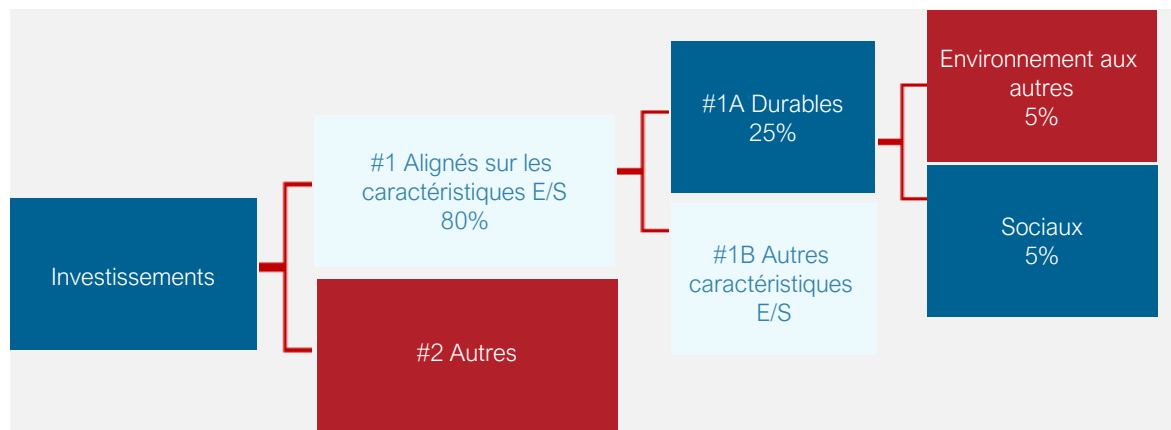 Investissements
#1 Alignés sur les
caractéristiques E/S
80%
#2 Autres
#1A Durables
25%
#1B Autres
caractéristiques
E/S
Environnement aux
autres
5%
Sociaux
5%